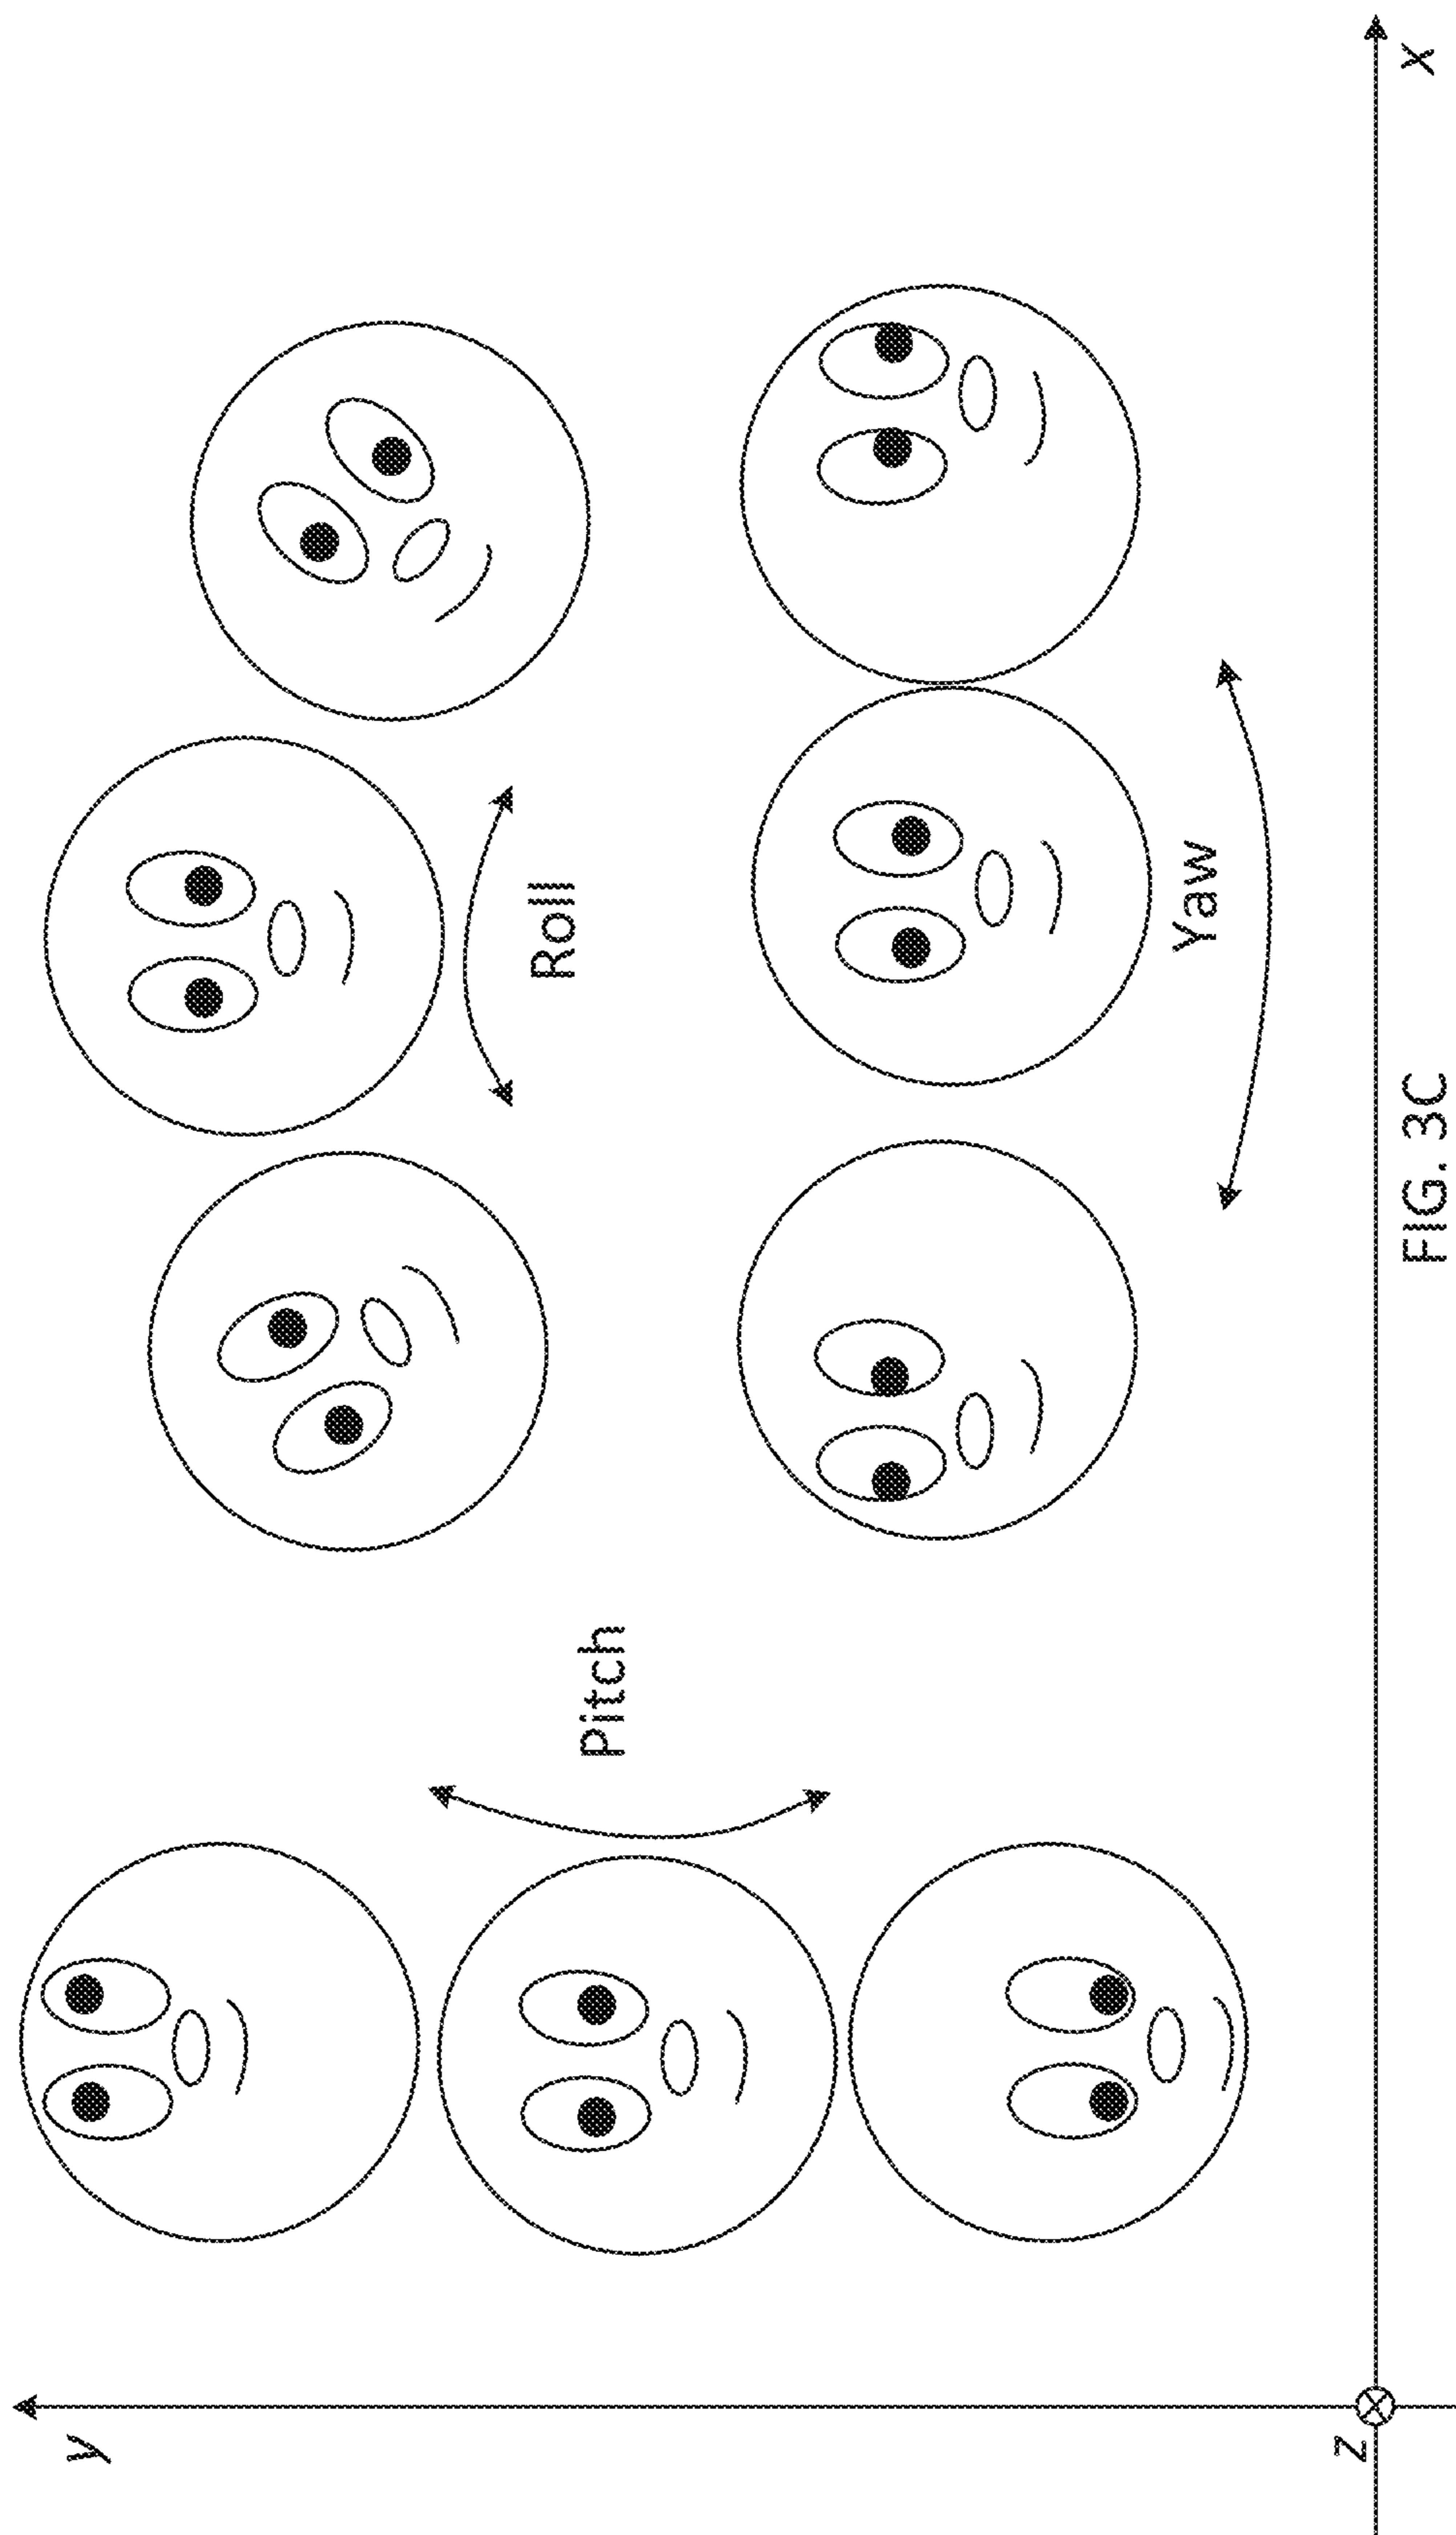 y
Roll
Pitch
Yaw
z
x
FIG. 3C